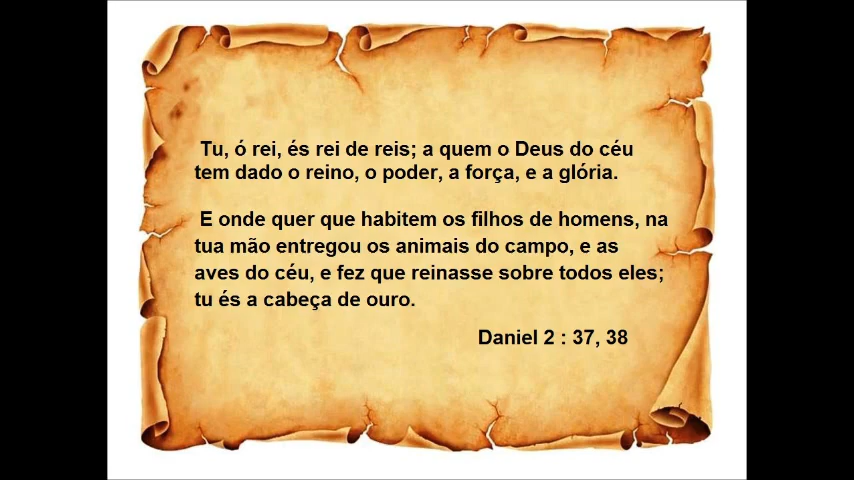 Tu, ó rei, és rei de reis; a quem o Deus do céu
tem dado o reino, o poder, a força, e a glória.
E onde quer que habitem os filhos de homens, na
tua mão entregou os animais do campo, e as
aves do céu, e fez que reinasse sobre todos eles;
tu és a cabeça de ouro.
Daniel 2 : 37, 38